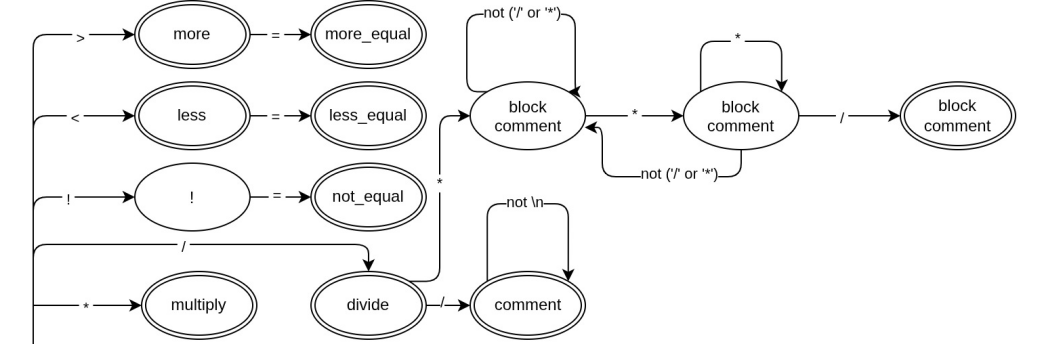 not ('/' or '*')
> more = more_equal
*
< less = less_equal
block
comment
*
block
comment
/
block
comment
*
not ('/' or '*')
! ! = not_equal
not \n
/
* multiply divide / comment